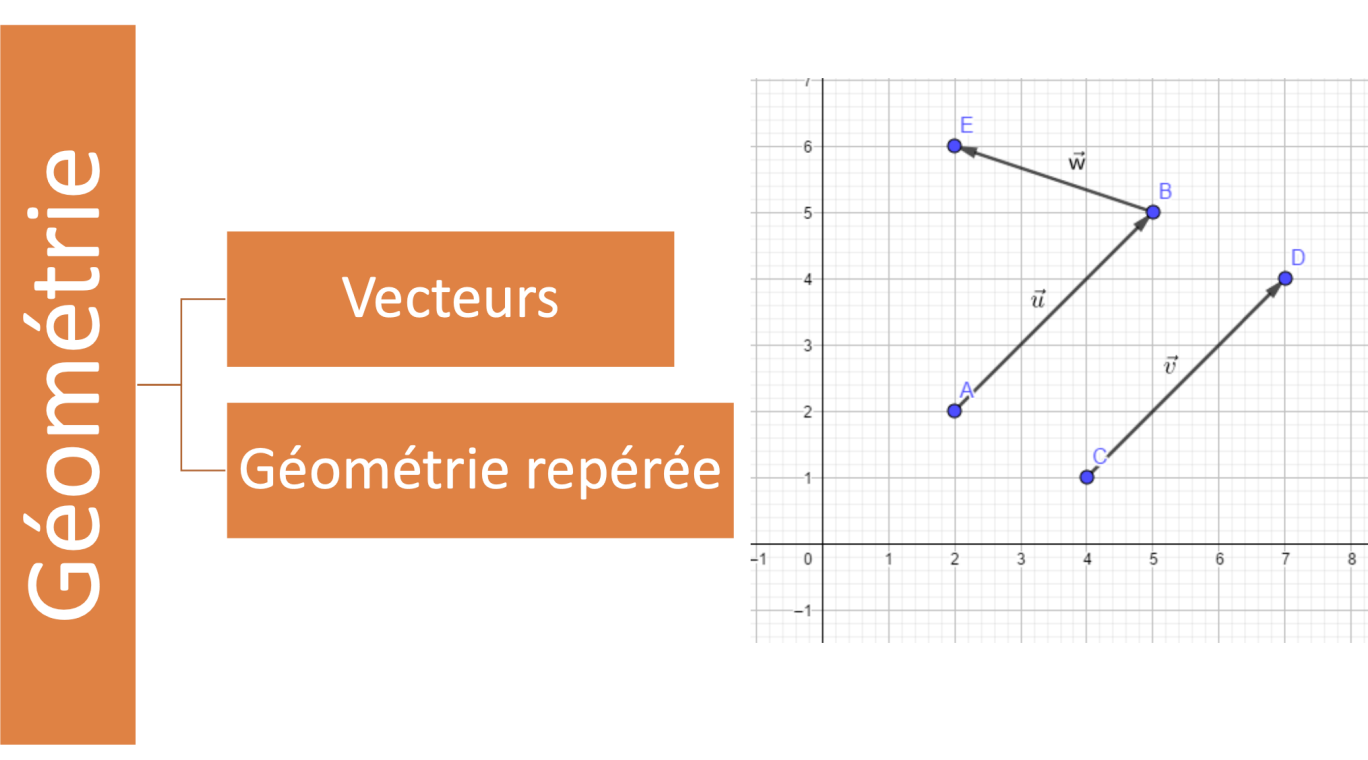 Géométrie
Vecteurs
Géométrie repérée
7
E
6
w⃗
B
5
D
4
u⃗
3
v⃗
A
2
C
1
−1 0 1 2 3 4 5 6 7 8
−1